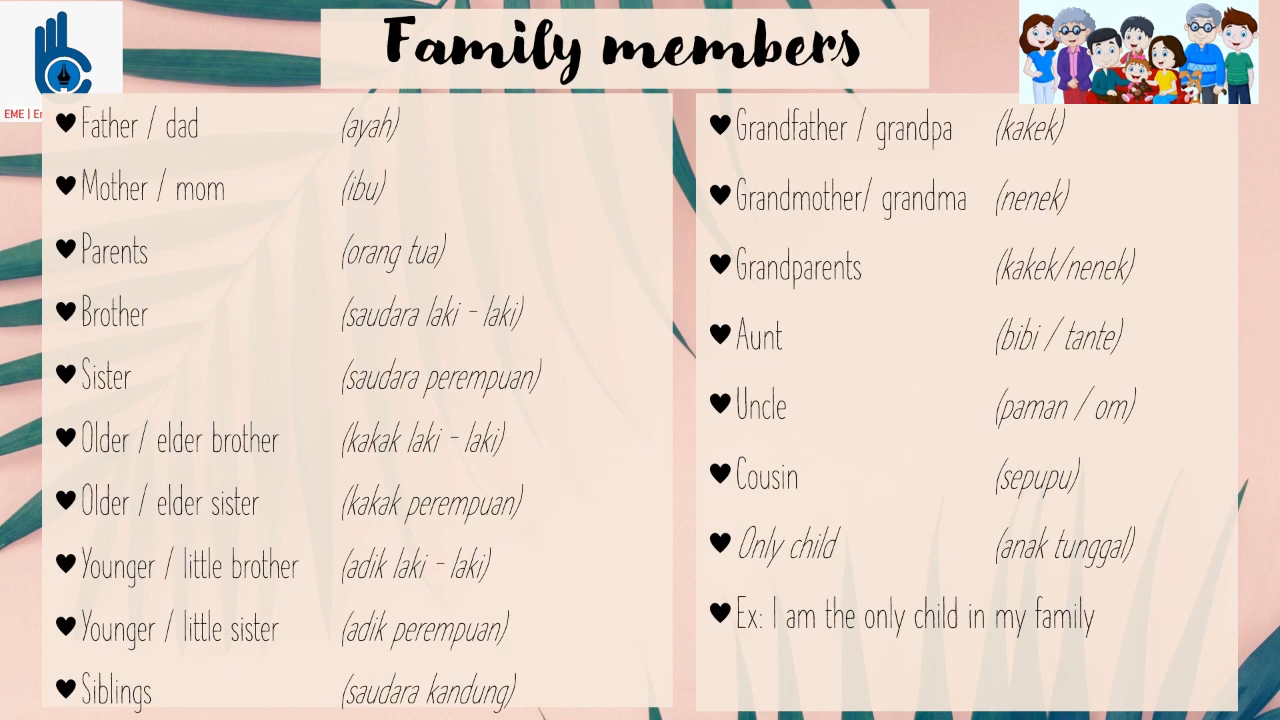 Family members
EME |
Father / dad (ayah)
Mother / mom (ibu)
Parents (orang tua)
Brother (saudara laki - laki)
Sister (saudara perempuan)
Older / elder brother (kakak laki - laki)
Older / elder sister (kakak perempuan)
Younger / little brother (adik laki - laki)
Younger / little sister (adik perempuan)
Siblings (saudara kandung)
Grandfather / grandpa (kakek)
Grandmother/ grandma (nenek)
Grandparents (kakek/nenek)
Aunt (bibi / tante)
Uncle (paman / om)
Cousin (sepupu)
Only child (anak tunggal)
Ex: I am the only child in my family